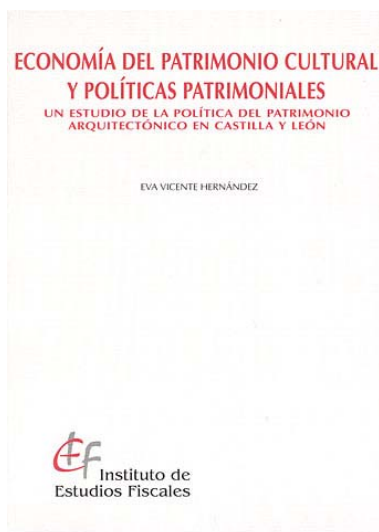 ECONOMÍA DEL PATRIMONIO CULTURAL
Y POLÍTICAS PATRIMONIALES
UN ESTUDIO DE LA POLÍTICA DEL PATRIMONIO
ARQUITECTÓNICO EN CASTILLA Y LEÓN
EVA VICENTE HERNÁNDEZ
Instituto de
Estudios Fiscales